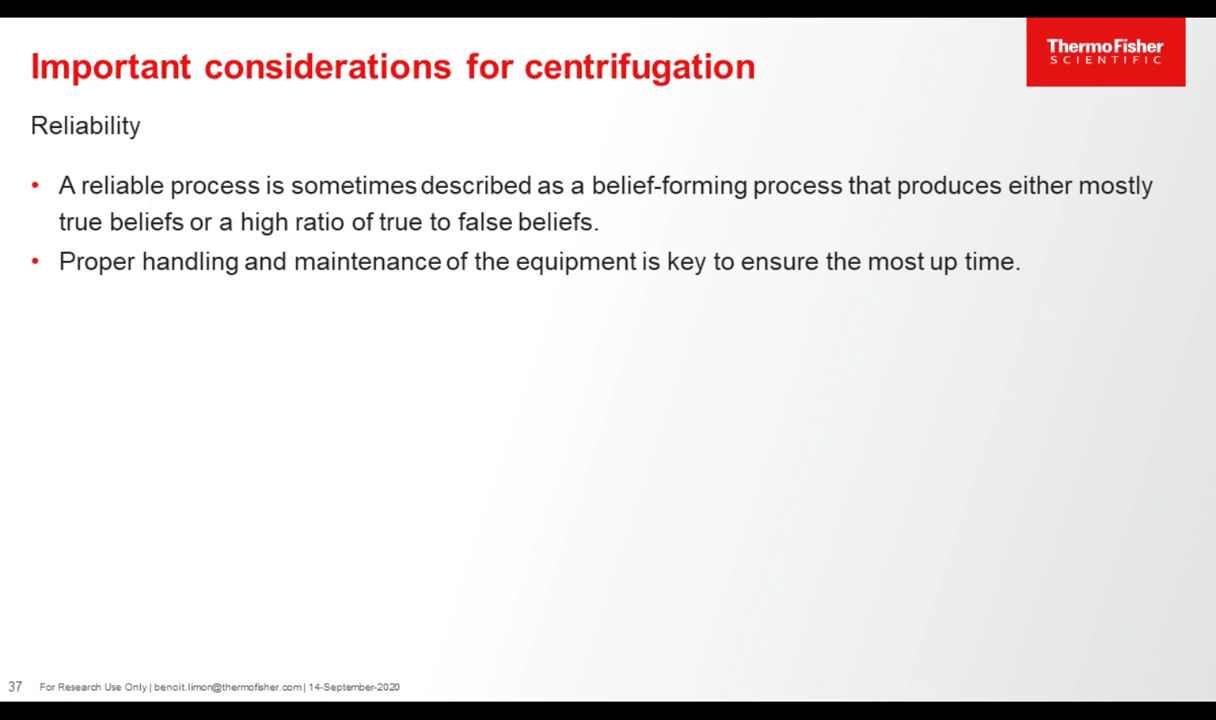 Important considerations for centrifugation
ThermoFisher
SCIENTIFIC
Reliability
• A reliable process is sometimes described as a belief-forming process that produces either mostly
true beliefs or a high ratio of true to false beliefs.
• Proper handling and maintenance of the equipment is key to ensure the most up time.
37 For Research Use Only | benoit.limon@thermofisher.com | 14-September-2020